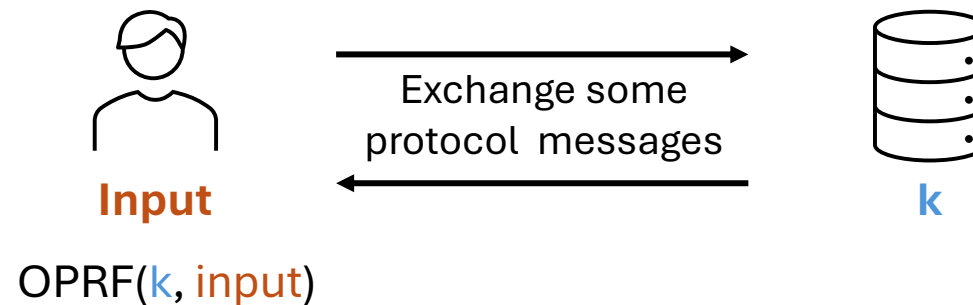 Exchange some
protocol messages
Input
k
OPRF(k, input)